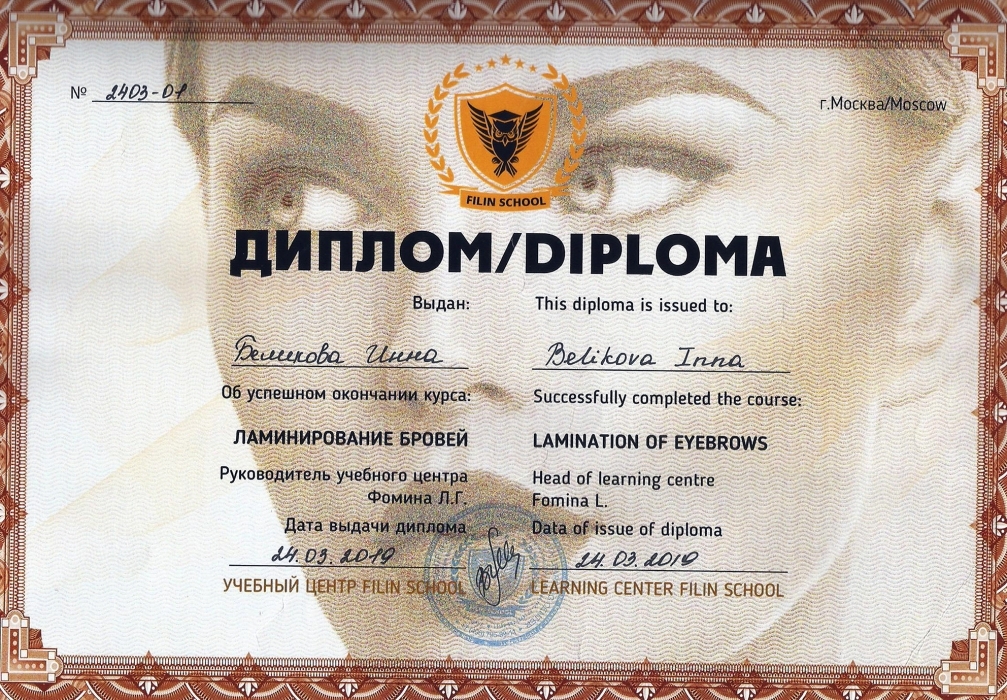 № 2403-01
г.Москва/Moscow
FILIN SCHOOL
ДИПЛОМ/DIPLOMA
Выдан:
This diploma is issued to:
Беликова Инна
Belikova Inna
Об успешном окончании курса:
Successfully completed the course:
ЛАМИНИРОВАНИЕ БРОВЕЙ
LAMINATION OF EYEBROWS
Руководитель учебного центра
Фомина Л.Г.
Head of learning centre
Fomina L.
Дата выдачи диплома
Data of issue of diploma
24.03.2019
24.03.2019
УЧЕБНЫЙ ЦЕНТР FILIN SCHOOL
LEARNING CENTER FILIN SCHOOL